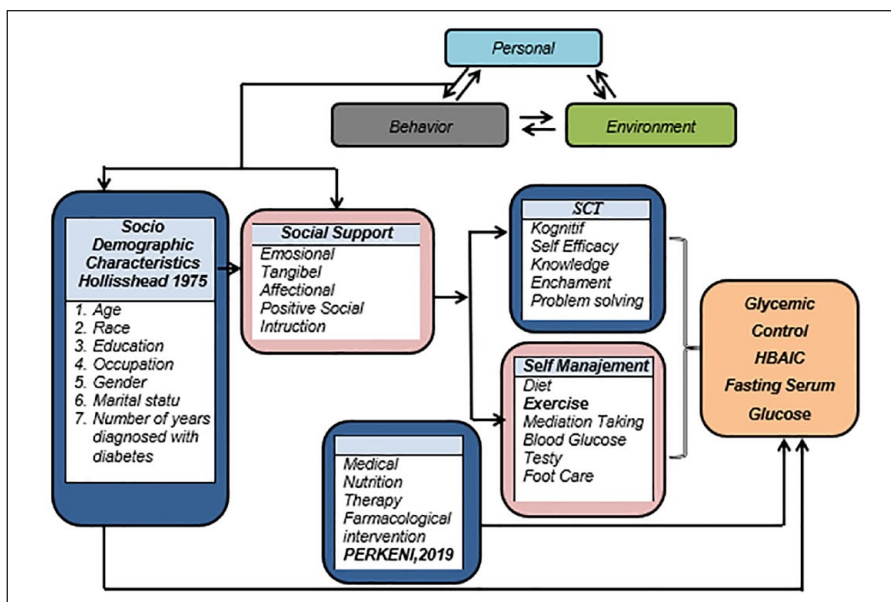 Personal
Behavior
Environment
Socio
Demographic
Characteristics
Hollisshead 1975
1. Age
2. Race
3. Education
4. Occupation
5. Gender
6. Marital statu
7. Number of years
diagnosed with
diabetes
Social Support
Emosional
Tangibel
Affectional
Positive Social
Intruction
SCT
Kognitif
Self Efficacy
Knowledge
Enchament
Problem solving
Self Manajement
Diet
Exercise
Mediation Taking
Blood Glucose
Testy
Foot Care
Medical
Nutrition
Therapy
Farmacological
intervention
PERKENI,2019
Glycemic
Control
HBAIC
Fasting Serum
Glucose